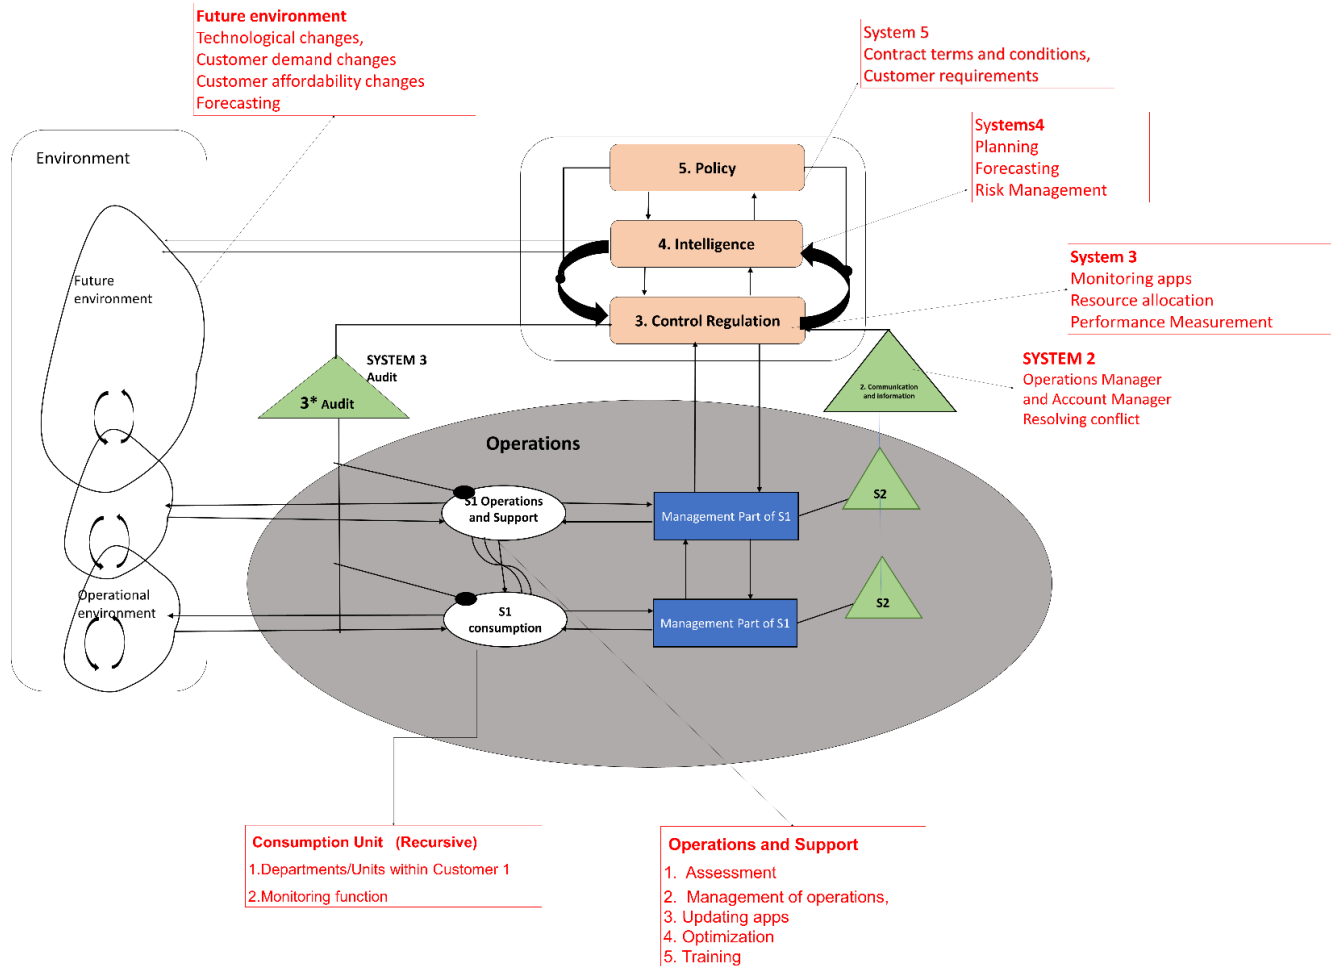 Future environment
Technological changes,
Customer demand changes
Customer affordability changes
Forecasting
System 5
Contract terms and conditions,
Customer requirements
Systems4
Planning
Forecasting
Risk Management
Environment
5. Policy
4. Intelligence
3. Control Regulation
System 3
Monitoring apps
Resource allocation
Performance Measurement
Future
environment
SYSTEM 3
Audit
3* Audit
2. Communication
and Information
SYSTEM 2
Operations Manager
and Account Manager
Resolving conflict
Operations
S1 Operations
and Support
Management Part of S1
S2
Operational
environment
S1
consumption
Management Part of S1
S2
Consumption Unit (Recursive)
1.Departments/Units within Customer 1
2.Monitoring function
Operations and Support
1. Assessment
2. Management of operations,
3. Updating apps
4. Optimization
5. Training